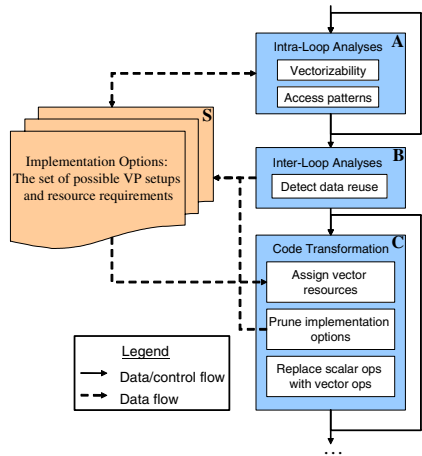 Intra-Loop Analyses
A
Vectorizability
Access patterns
S
Implementation Options:
The set of possible VP setups
and resource requirements
Inter-Loop Analyses
B
Detect data reuse
Code Transformation
C
Assign vector
resources
Prune implementation
options
Replace scalar ops
with vector ops
Legend
Data/control flow
Data flow
...